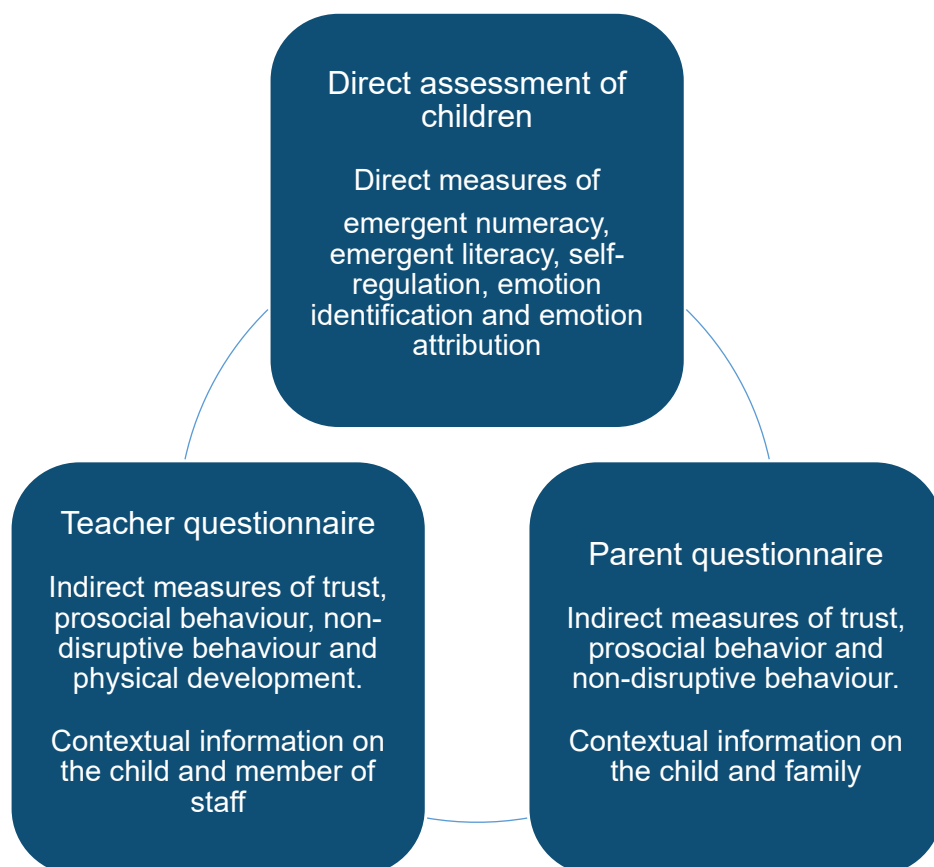 Direct assessment of
children
Direct measures of
emergent numeracy,
emergent literacy, self-
regulation, emotion
identification and emotion
attribution
Teacher questionnaire
Indirect measures of trust,
prosocial behaviour, non-
disruptive behaviour and
physical development.
Contextual information on
the child and member of
staff
Parent questionnaire
Indirect measures of trust,
prosocial behavior and
non-disruptive behaviour.
Contextual information on
the child and family